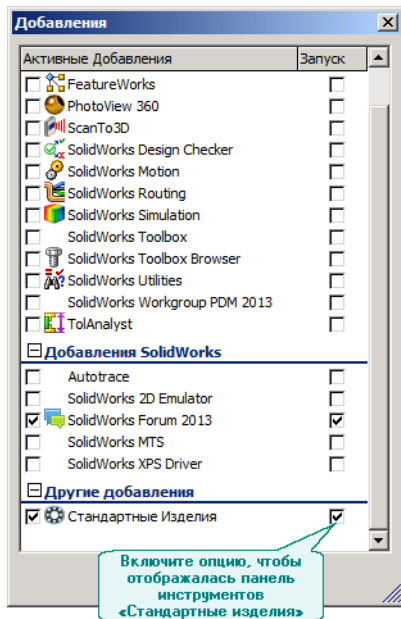 Добавления
Активные Добавления Запуск
FeatureWorks
PhotoView 360
ScanTo3D
SolidWorks Design Checker
SolidWorks Motion
SolidWorks Routing
SolidWorks Simulation
SolidWorks Toolbox
SolidWorks Toolbox Browser
SolidWorks Utilities
SolidWorks Workgroup PDM 2013
TolAnalyst
Добавления SolidWorks
Autotrace
SolidWorks 2D Emulator
SolidWorks Forum 2013
SolidWorks MTS
SolidWorks XPS Driver
Другие добавления
Стандартные Изделия
Включите опцию, чтобы
отображалась панель
инструментов
«Стандартные изделия»